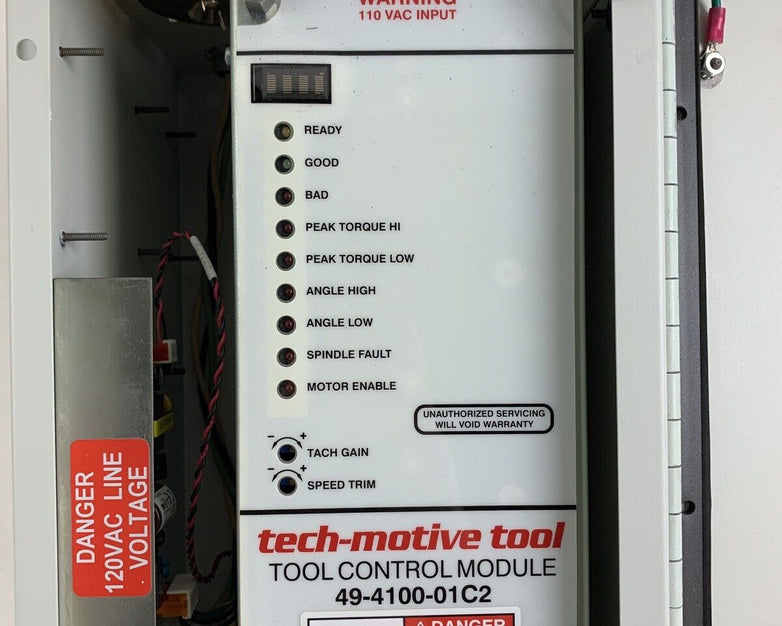 WARNING
110 VAC INPUT
READY
GOOD
BAD
PEAK TORQUE HI
PEAK TORQUE LOW
ANGLE HIGH
ANGLE LOW
SPINDLE FAULT
MOTOR ENABLE
UNAUTHORIZED SERVICING
WILL VOID WARRANTY
- +
TACH GAIN
- +
SPEED TRIM
DANGER
120VAC LINE
VOLTAGE
tech-motive tool
TOOL CONTROL MODULE
49-4100-01C2
DANGER